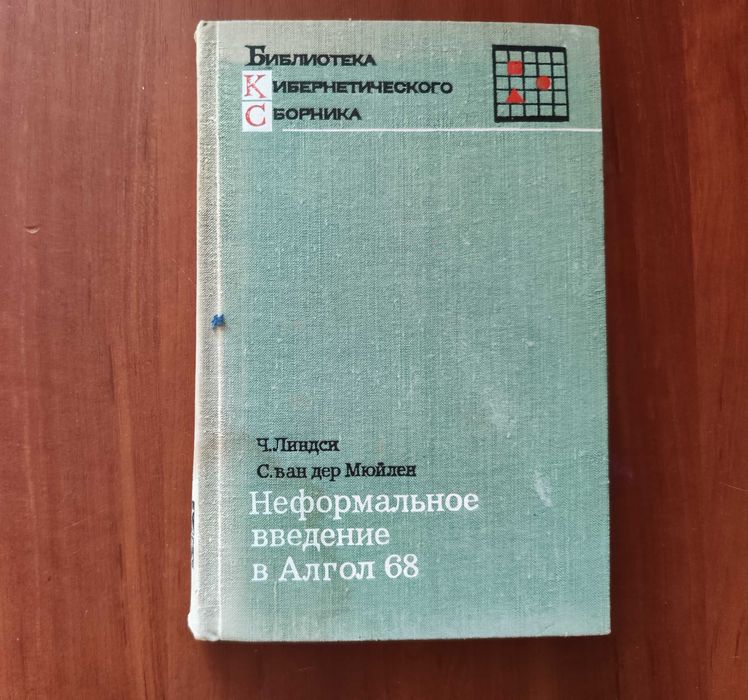 Библиотека
Кибернетического
Сборника
Ч.Линдси
С.ван дер Мюйлен
Неформальное
введение
в Алгол 68